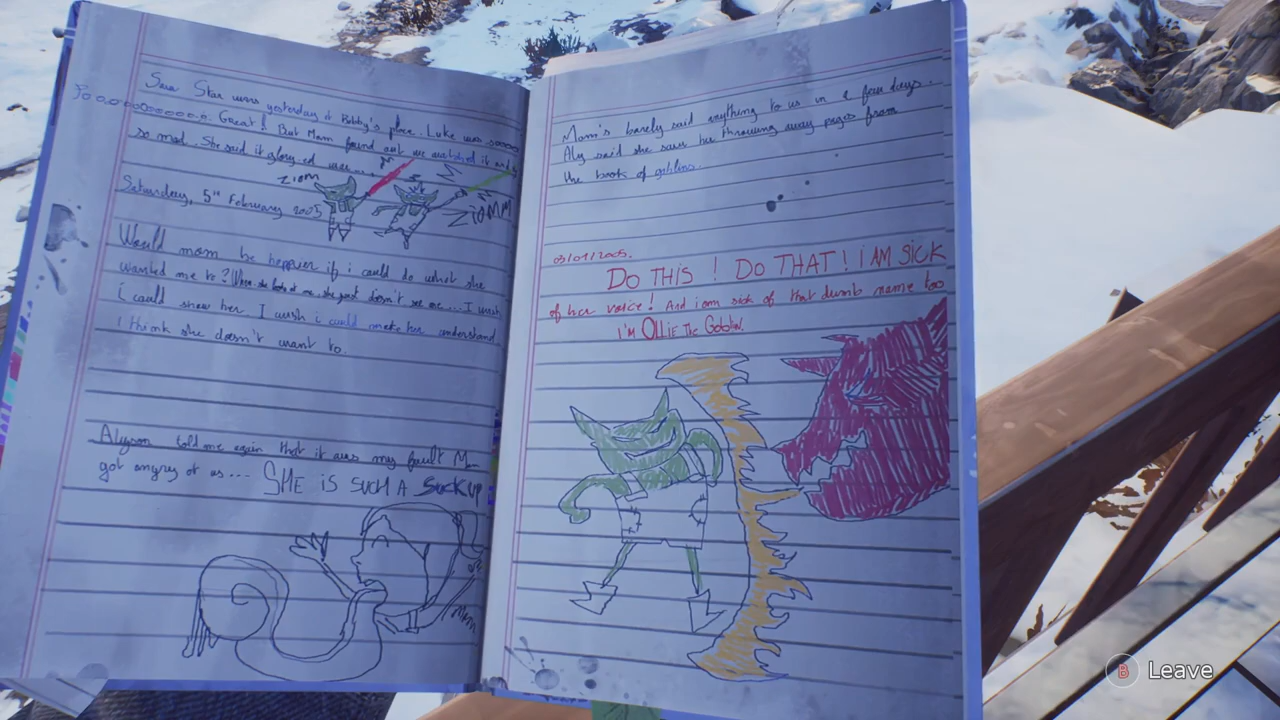 Saw Star wars yesterday at Bobby's place. Luke was sooooo
Sooooooooooooooo. Great! But Mom found out we watched it and is
so mad. She said it glory.ed war...
ZIOM
ZIOMM
Saturday, 5th February 2005
Would mom be happier if i could do what she
wanted me to? When she looks at me, she just doesn't see me.... I wish
i could show her. I wish i could make her understand.
I think she doesn't want to.
Alyson told me again that it was my fault Mom
got angry at us... SHE IS SUCH A SUCK UP
Mom's barely said anything to us in a few days.
Aly said she saw her throwing away pages from
the book of goblins.
/2005.
DO THIS! DO THAT! I AM SICK
of her voice! And i am sick of that dumb name too
I'M OLLIE THE GOBLIN.
B Leave